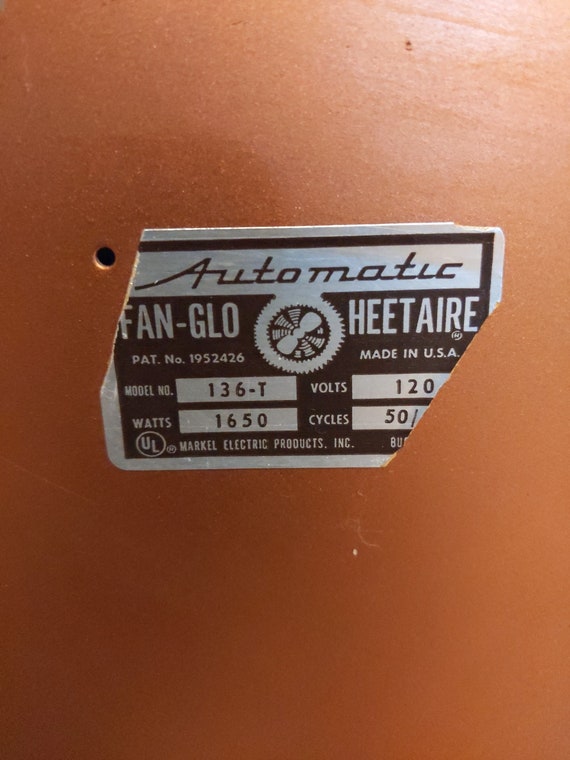 Automatic
FAN-GLO HEETAIRE
PAT. No. 1952426 MADE IN U.S.A.
MODEL NO. 136-T VOLTS 120
WATTS 1650 CYCLES 50/
UL ® MARKEL ELECTRIC PRODUCTS, INC.